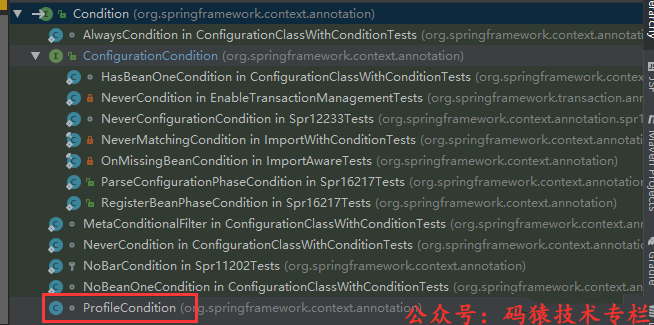 Condition (org.springframework.context.annotation)
AlwaysCondition in ConfigurationClassWithConditionTests (org.springframework.context.annotation)
ConfigurationCondition (org.springframework.context.annotation)
HasBeanOneCondition in ConfigurationClassWithConditionTests (org.springframework.context.annotation)
NeverCondition in EnableTransactionManagementTests (org.springframework.transaction.ann
NeverConfigurationCondition in Spr12233Tests (org.springframework.context.annotation.spr1
NeverMatchingCondition in ImportWithConditionTests (org.springframework.context.annotation)
OnMissingBeanCondition in ImportAwareTests (org.springframework.context.annotation)
ParseConfigurationPhaseCondition in Spr16217Tests (org.springframework.context.annotation)
RegisterBeanPhaseCondition in Spr16217Tests (org.springframework.context.annotation)
MetaConditionalFilter in ConfigurationClassWithConditionTests (org.springframework.context.annotation)
NeverCondition in ConfigurationClassWithConditionTests (org.springframework.context.annotation)
NoBarCondition in Spr11202Tests (org.springframework.context.annotation)
NoBeanOneCondition in ConfigurationClassWithConditionTests (org.springframework.context.annotation)
ProfileCondition (org.springframework.context.annotation)
公众号：码猿技术专栏
JSF
Maven Projects
Gradle